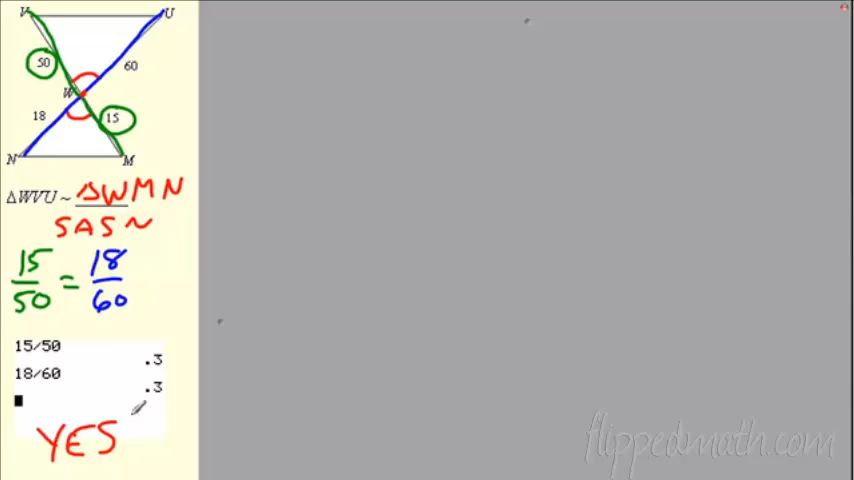 V U
50 60
W
18 15
N M
ΔWVU ~ ΔWMN
SAS ~
15/50 = 18/60
15/50
.3
18/60
.3
YES
flippedmath.com